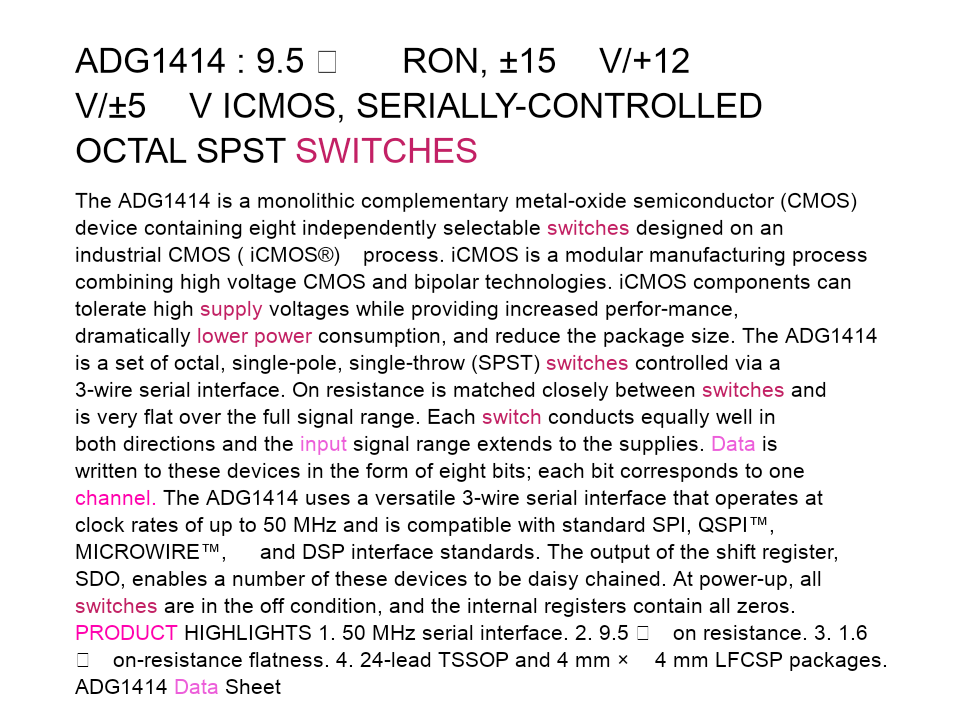 ADG1414 : 9.5 □ RON, ±15 V/+12
V/±5 V ICMOS, SERIALLY-CONTROLLED
OCTAL SPST SWITCHES
The ADG1414 is a monolithic complementary metal-oxide semiconductor (CMOS)
device containing eight independently selectable switches designed on an
industrial CMOS ( iCMOS®) process. iCMOS is a modular manufacturing process
combining high voltage CMOS and bipolar technologies. iCMOS components can
tolerate high supply voltages while providing increased perfor-mance,
dramatically lower power consumption, and reduce the package size. The ADG1414
is a set of octal, single-pole, single-throw (SPST) switches controlled via a
3-wire serial interface. On resistance is matched closely between switches and
is very flat over the full signal range. Each switch conducts equally well in
both directions and the input signal range extends to the supplies. Data is
written to these devices in the form of eight bits; each bit corresponds to one
channel. The ADG1414 uses a versatile 3-wire serial interface that operates at
clock rates of up to 50 MHz and is compatible with standard SPI, QSPI™,
MICROWIRE™, and DSP interface standards. The output of the shift register,
SDO, enables a number of these devices to be daisy chained. At power-up, all
switches are in the off condition, and the internal registers contain all zeros.
PRODUCT HIGHLIGHTS 1. 50 MHz serial interface. 2. 9.5 □ on resistance. 3. 1.6
□ on-resistance flatness. 4. 24-lead TSSOP and 4 mm × 4 mm LFCSP packages.
ADG1414 Data Sheet